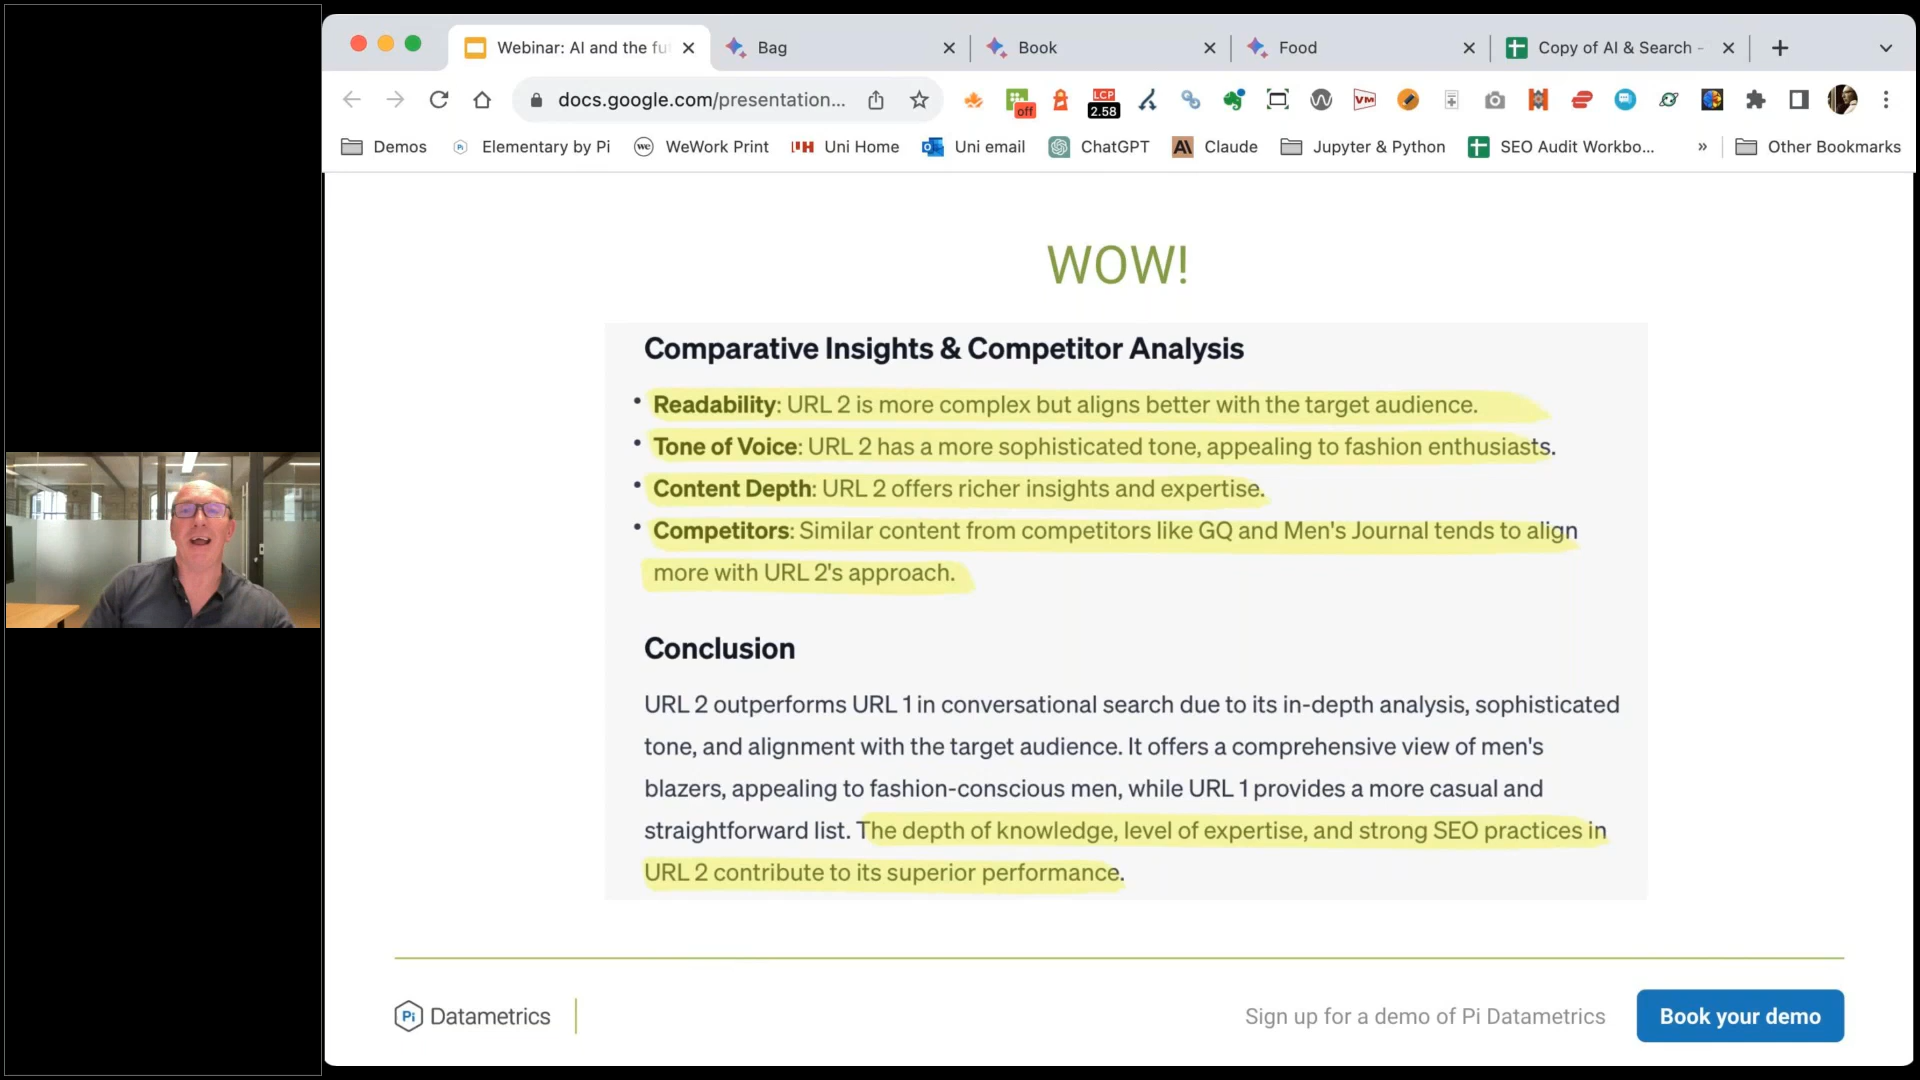 Webinar: AI and the fu
Bag
Book
Food
Copy of AI & Search -
docs.google.com/presentation...
off
LCP
2.58
VM
Demos
Pi
Elementary by Pi
we
WeWork Print
Uni Home
Uni email
ChatGPT
Claude
Jupyter & Python
SEO Audit Workbo...
»
Other Bookmarks
WOW!
Comparative Insights & Competitor Analysis
• Readability: URL 2 is more complex but aligns better with the target audience.
• Tone of Voice: URL 2 has a more sophisticated tone, appealing to fashion enthusiasts.
• Content Depth: URL 2 offers richer insights and expertise.
• Competitors: Similar content from competitors like GQ and Men's Journal tends to align
more with URL 2's approach.
Conclusion
URL 2 outperforms URL 1 in conversational search due to its in-depth analysis, sophisticated
tone, and alignment with the target audience. It offers a comprehensive view of men's
blazers, appealing to fashion-conscious men, while URL 1 provides a more casual and
straightforward list. The depth of knowledge, level of expertise, and strong SEO practices in
URL 2 contribute to its superior performance.
Pi Datametrics
Sign up for a demo of Pi Datametrics
Book your demo